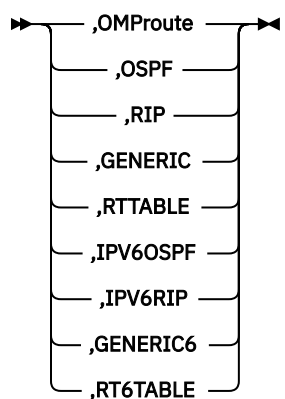 ,OMProute
,OSPF
,RIP
,GENERIC
,RTTABLE
,IPV6OSPF
,IPV6RIP
,GENERIC6
,RT6TABLE